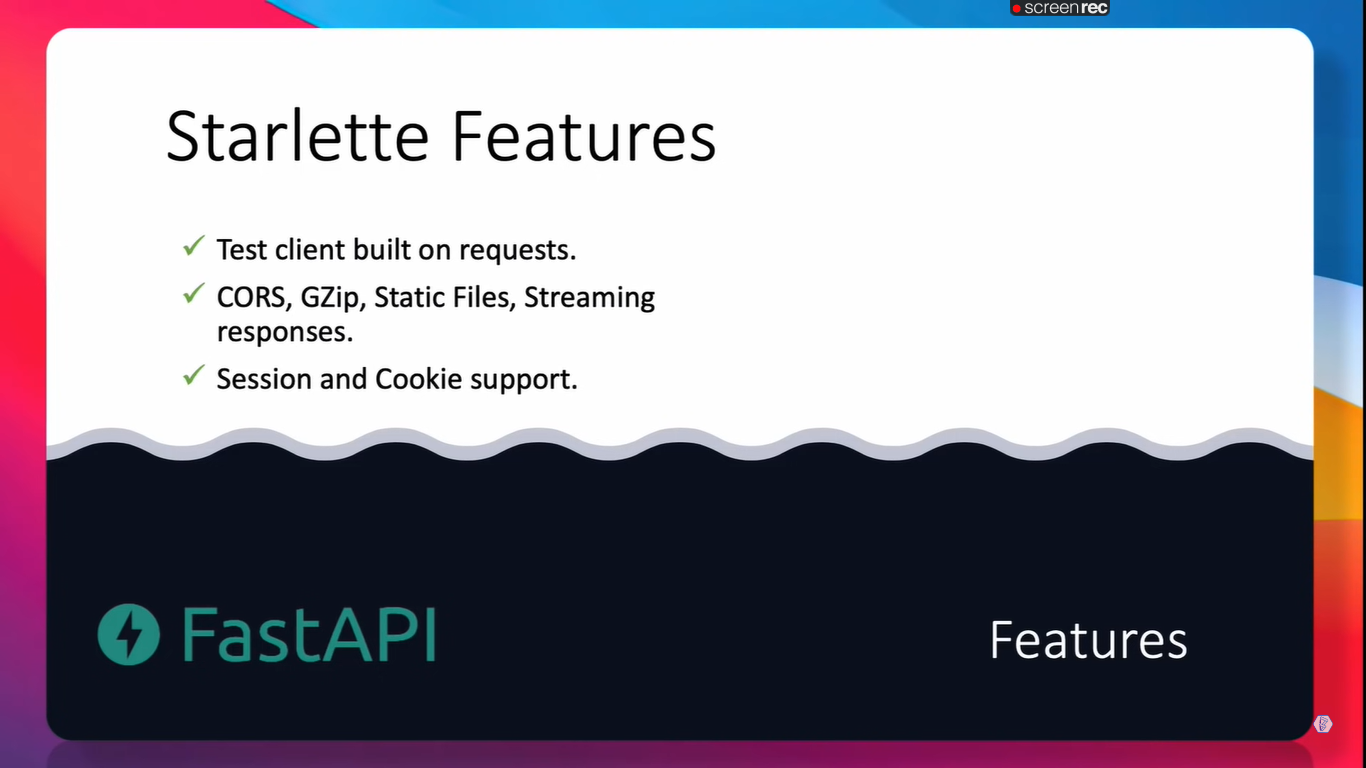 screenrec
Starlette Features
✓ Test client built on requests.
✓ CORS, GZip, Static Files, Streaming
responses.
✓ Session and Cookie support.
FastAPI
Features